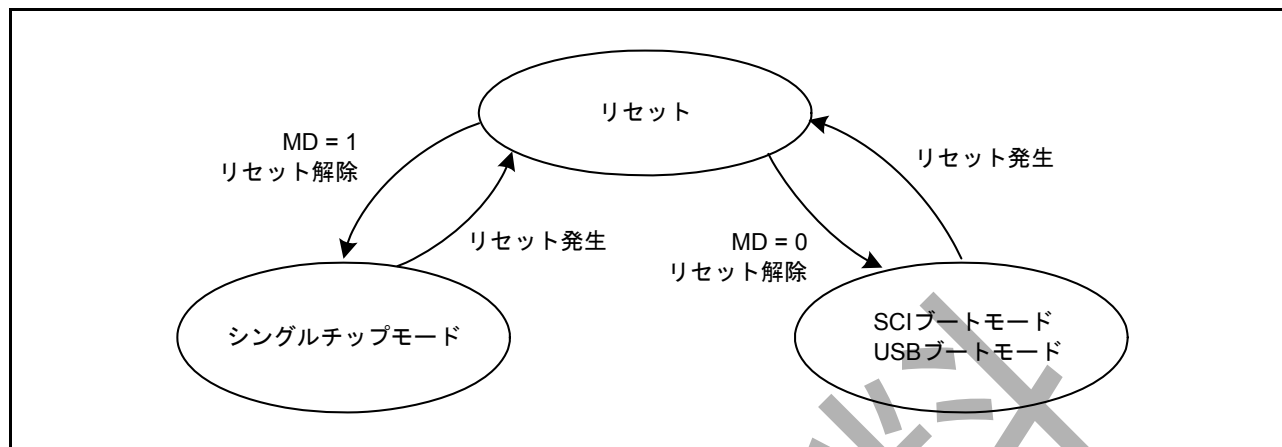 リセット
MD = 1
リセット解除
リセット発生
リセット発生
MD = 0
リセット解除
シングルチップモード
SCIブートモード
USBブートモード